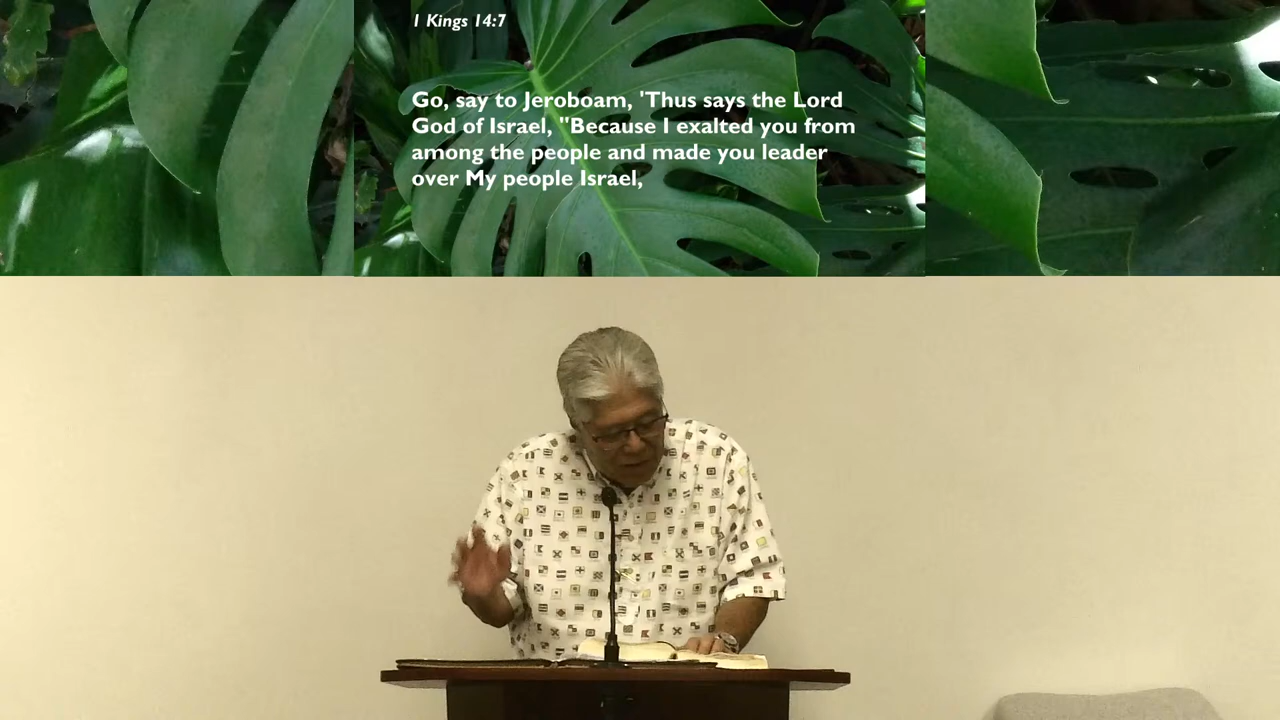 1 Kings 14:7
Go, say to Jeroboam, 'Thus says the Lord
God of Israel, "Because I exalted you from
among the people and made you leader
over My people Israel,